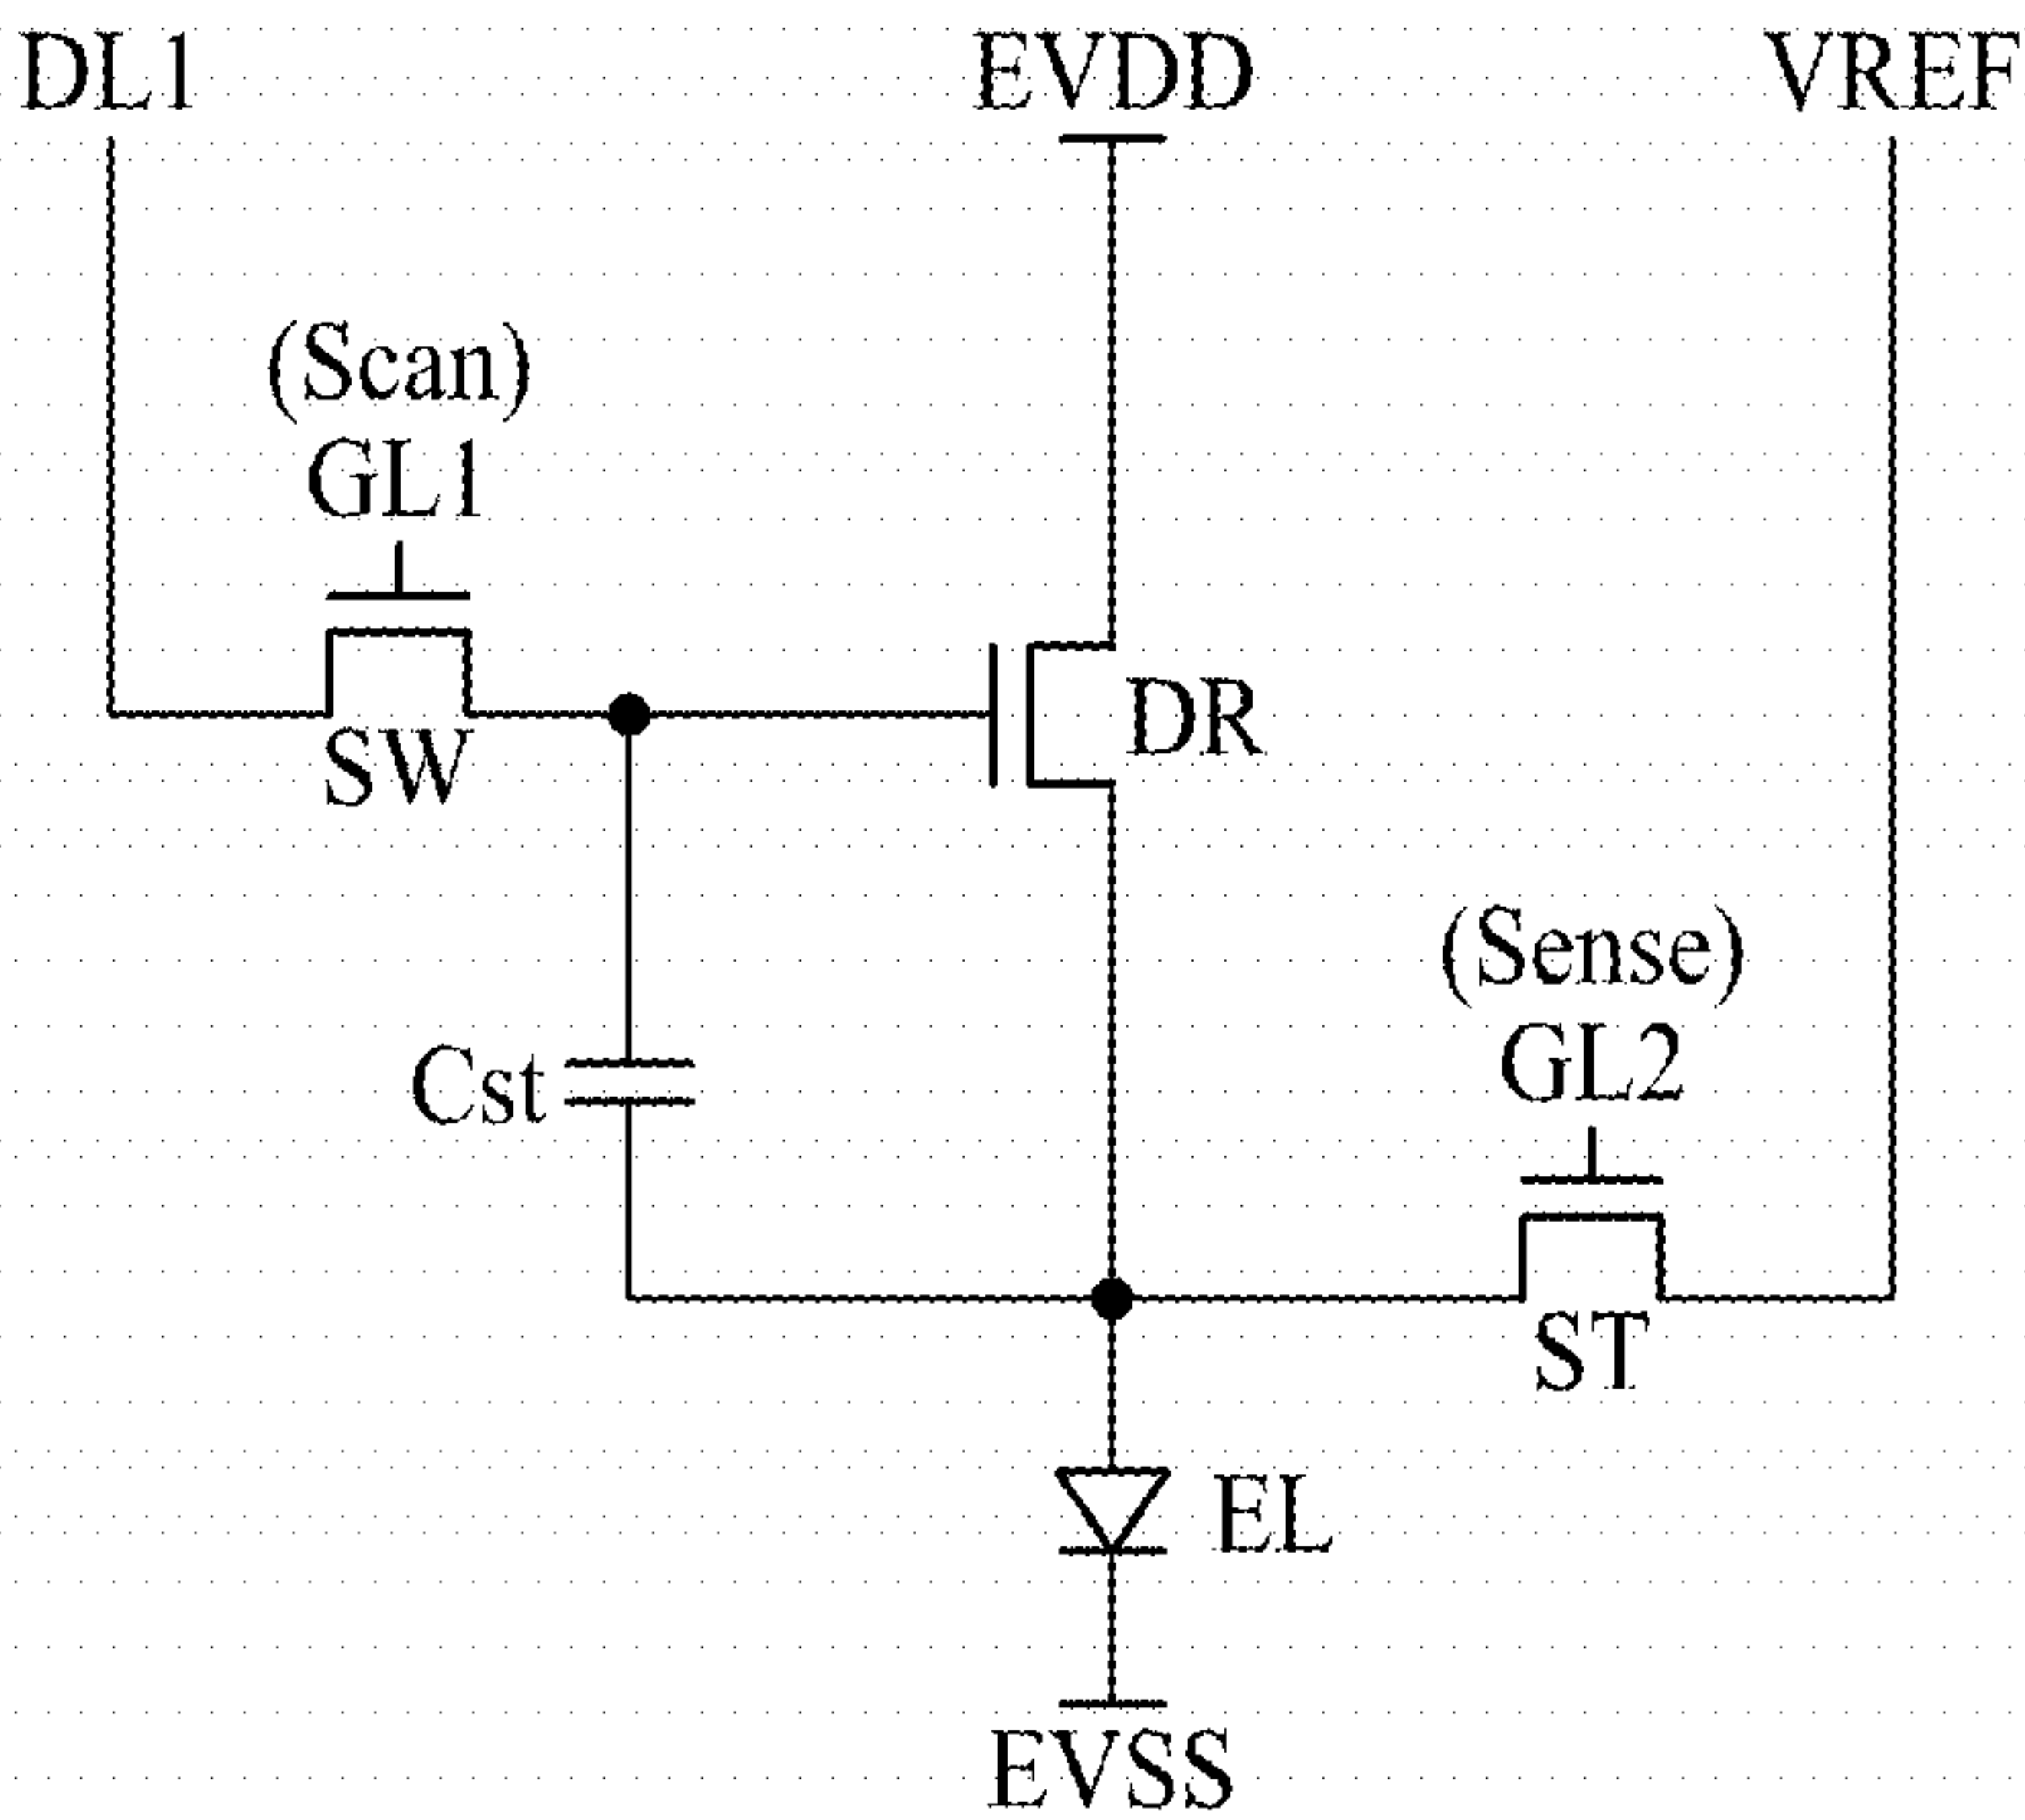 DL1
EVDD
VREF
(Scan)
GL1
SW
DR
(Sense)
GL2
Cst
ST
EL
EVSS